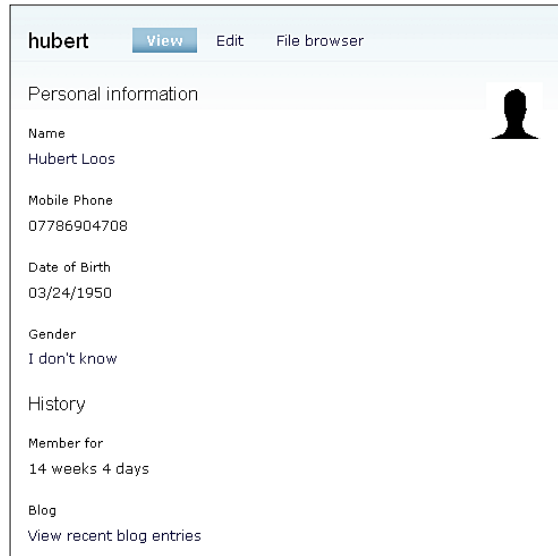 hubert View Edit File browser
Personal information
Name
Hubert Loos
Mobile Phone
07786904708
Date of Birth
03/24/1950
Gender
I don't know
History
Member for
14 weeks 4 days
Blog
View recent blog entries